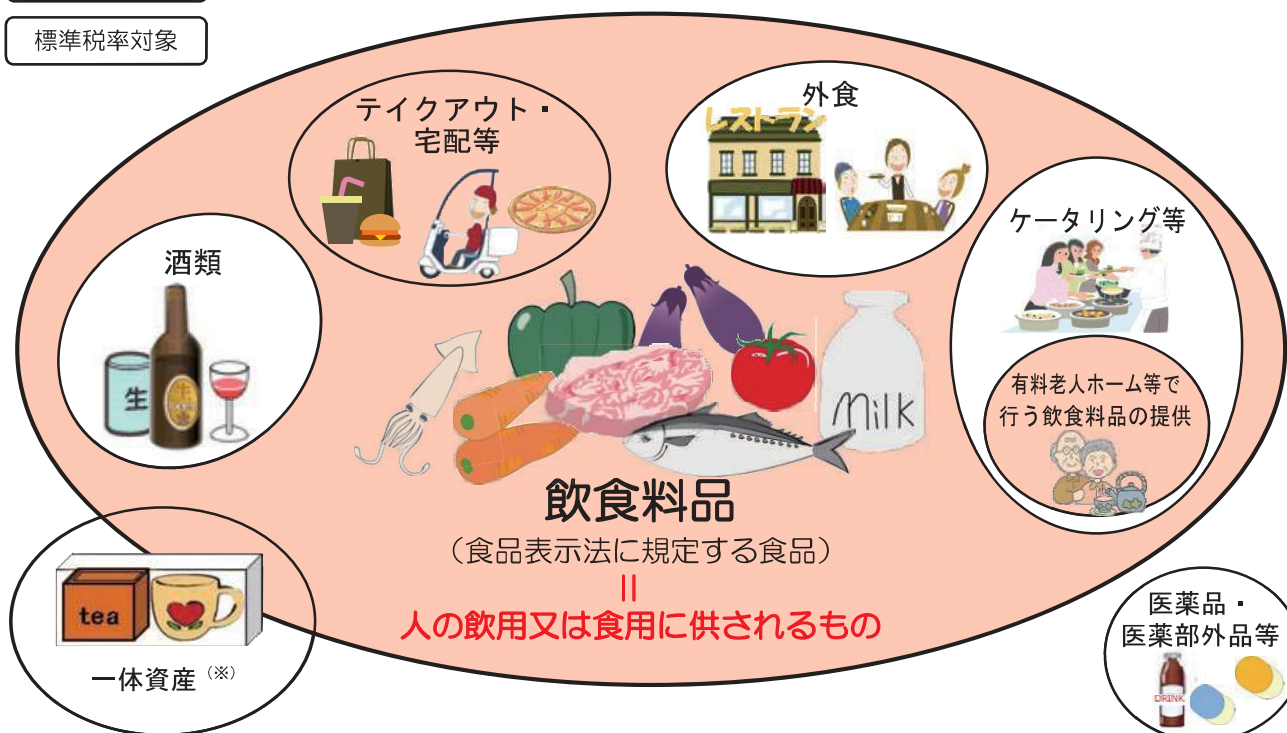 標準税率対象
テイクアウト・
宅配等
外食
レストラン
ケータリング等
酒類
生
有料老人ホーム等で
行う飲食料品の提供
Milk
飲食料品
（食品表示法に規定する食品）
＝
人の飲用又は食用に供されるもの
tea
一体資産（※）
医薬品・
医薬部外品等
DRINK